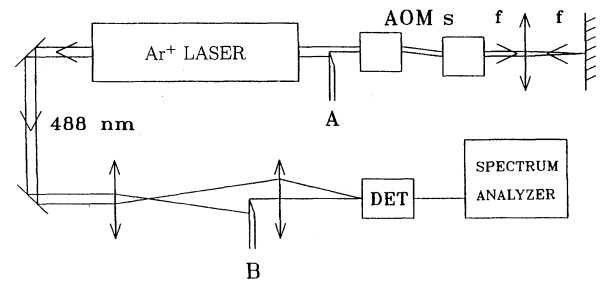 AOM s f f
Ar+ LASER
A
488 nm
SPECTRUM
ANALYZER
DET
B